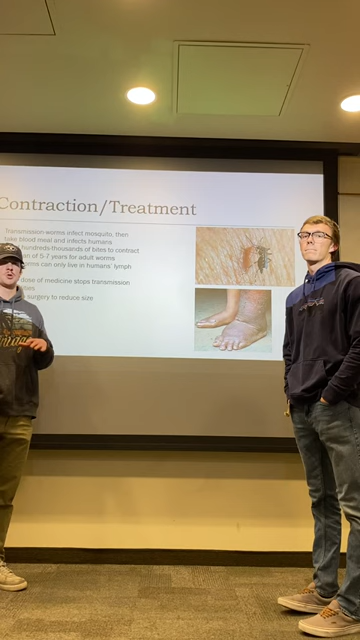 Contraction/Treatment
Transmission-worms infect mosquito, then
take blood meal and infects humans
hundreds-thousands of bites to contract
an of 5-7 years for adult worms
can only live in humans' lymph
dose of medicine stops transmission
surgery to reduce size